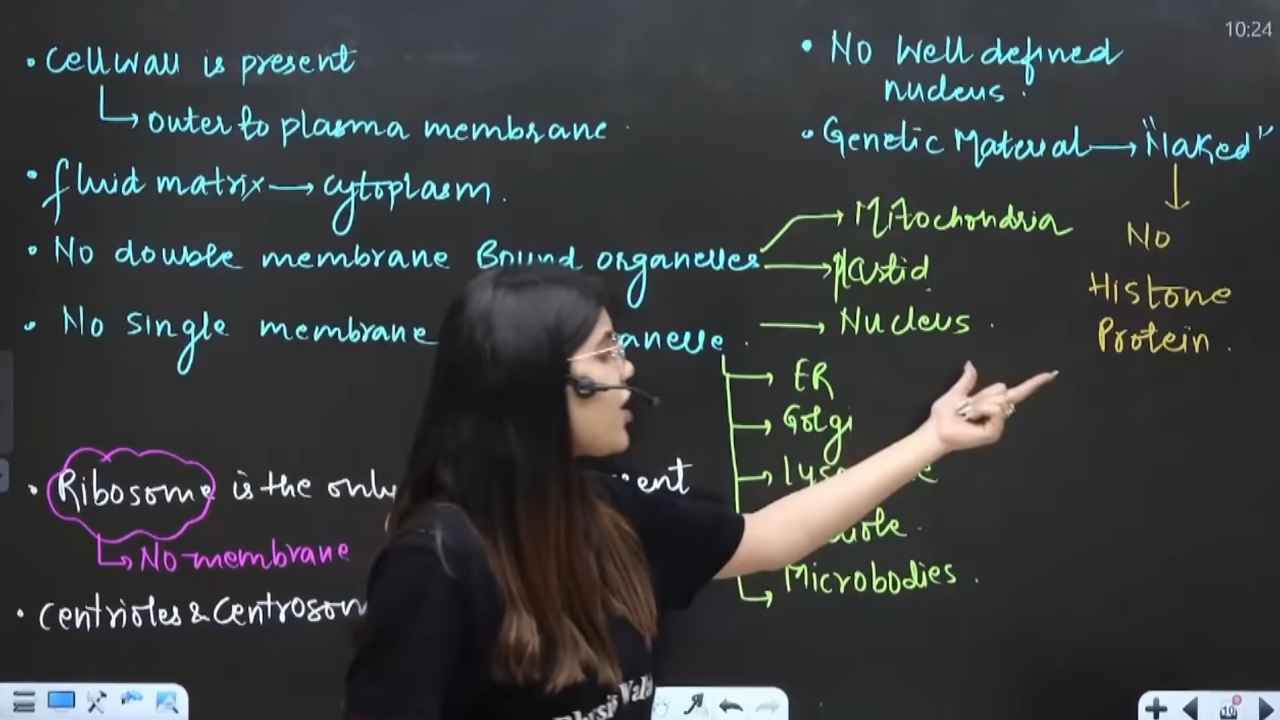 10:24
• Cellwall is present
outer to plasma membrane.
• fluid matrix → cytoplasm.
• No double membrane Bound organelles
• No single membrane
• Ribosome is the only
No membrane
• Centrioles &
Mitochondria
Plastid
Nucleus.
ER
Golgi
Microbodies.
• No Well defined
nucleus.
• Genetic Material → "Naked"
No
Histone
Protein.
19